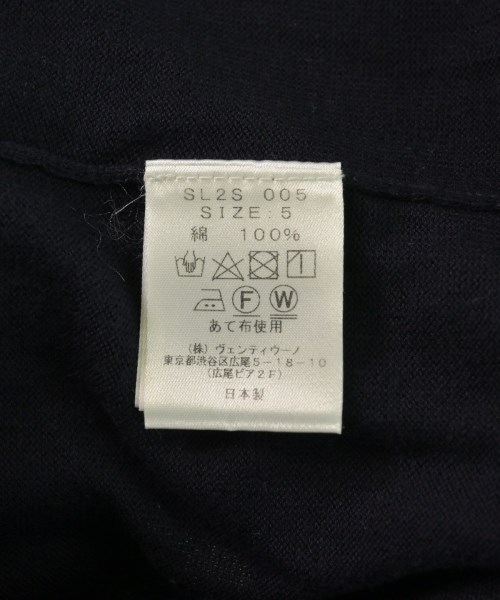 SL2S 005
SIZE:5
綿 100%
F W
あて布使用
(株) ヴェンティウーノ
東京都渋谷区広尾5-18-10
(広尾ピア2F)
日本製